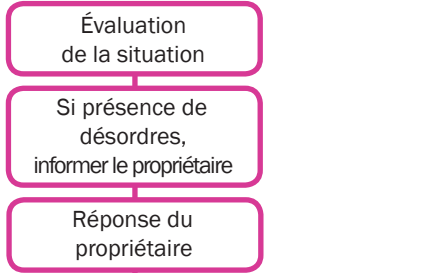 Évaluation
de la situation
Si présence de
désordres,
informer le propriétaire
Réponse du
propriétaire